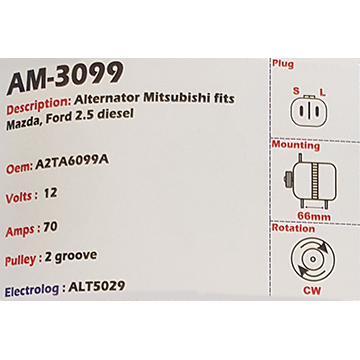 AM-3099
Description: Alternator Mitsubishi fits
Mazda, Ford 2.5 diesel
Oem: A2TA6099A
Volts : 12
Amps : 70
Pulley : 2 groove
Electrolog : ALT5029
Plug
S L
Mounting
66mm
Rotation
CW